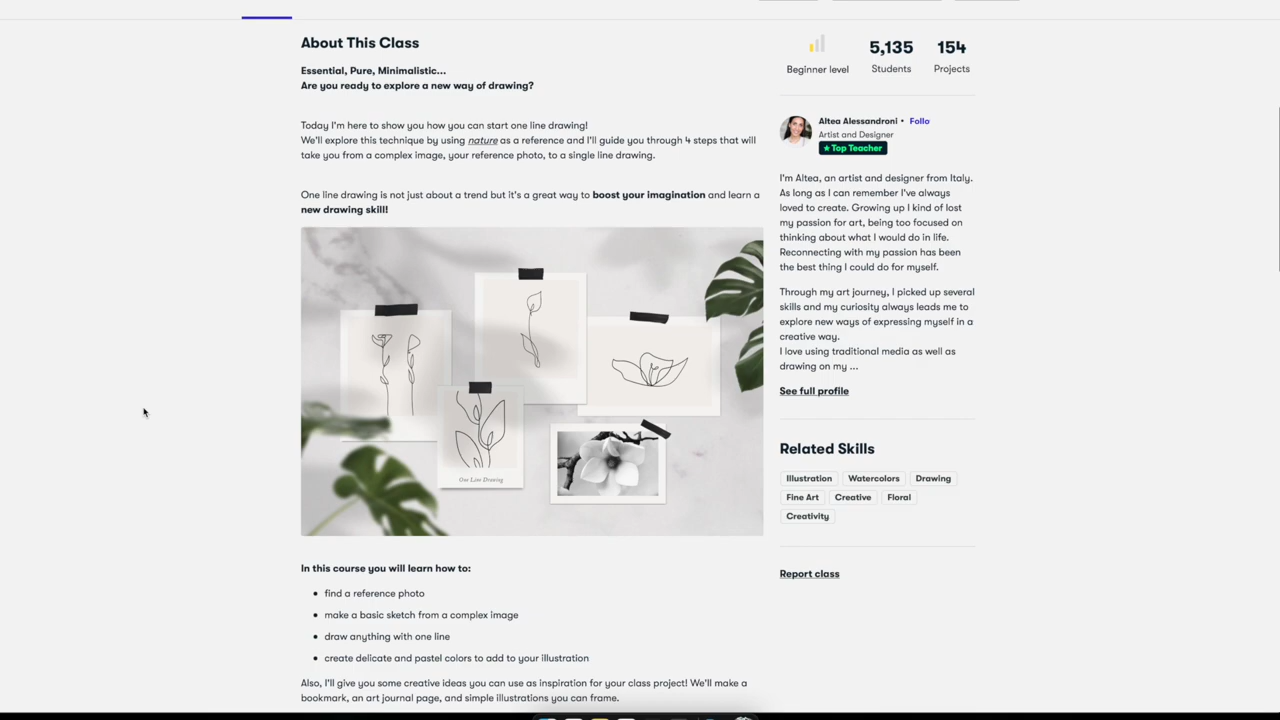 About This Class
Essential, Pure, Minimalistic...
Are you ready to explore a new way of drawing?
Today I'm here to show you how you can start one line drawing!
We'll explore this technique by using nature as a reference and I'll guide you through 4 steps that will
take you from a complex image, your reference photo, to a single line drawing.
One line drawing is not just about a trend but it's a great way to boost your imagination and learn a
new drawing skill!
One Line Drawing
In this course you will learn how to:
• find a reference photo
• make a basic sketch from a complex image
• draw anything with one line
• create delicate and pastel colors to add to your illustration
Also, I'll give you some creative ideas you can use as inspiration for your class project! We'll make a
bookmark, an art journal page, and simple illustrations you can frame.
5,135
154
Beginner level
Students
Projects
Altea Alessandroni • Follo
Artist and Designer
★ Top Teacher
I'm Altea, an artist and designer from Italy.
As long as I can remember I've always
loved to create. Growing up I kind of lost
my passion for art, being too focused on
thinking about what I would do in life.
Reconnecting with my passion has been
the best thing I could do for myself.
Through my art journey, I picked up several
skills and my curiosity always leads me to
explore new ways of expressing myself in a
creative way.
I love using traditional media as well as
drawing on my ...
See full profile
Related Skills
Illustration
Watercolors
Drawing
Fine Art
Creative
Floral
Creativity
Report class